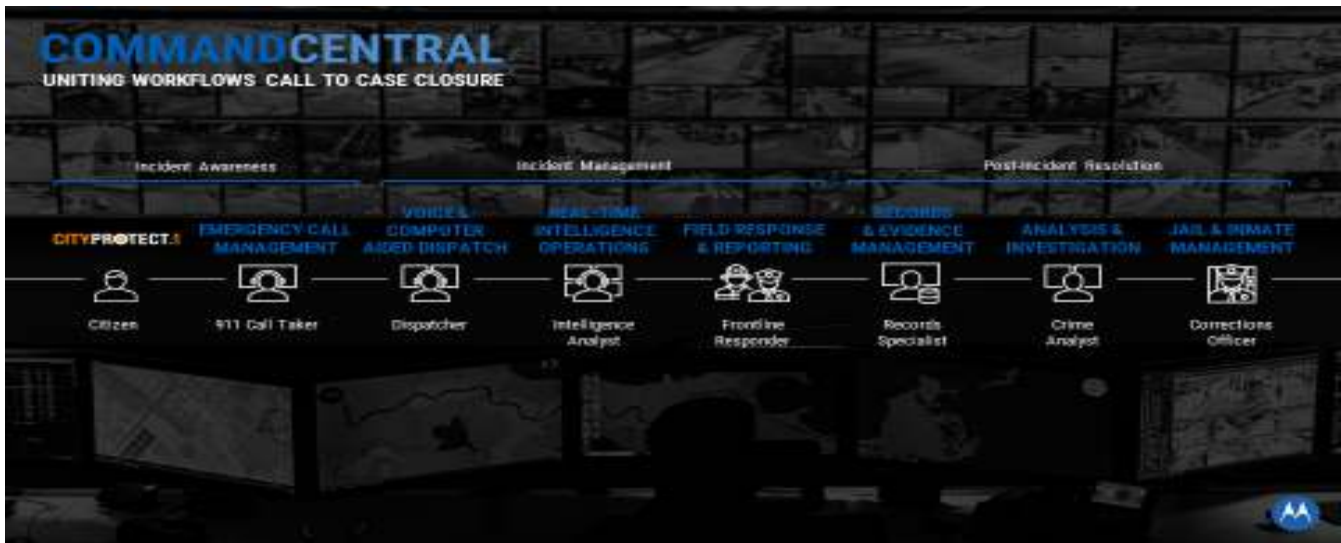 COMMANDCENTRAL
UNITING WORKFLOWS CALL TO CASE CLOSURE
Incident Awareness
Incident Management
Post-Incident Resolution
CITYPROTECT
EMERGENCY CALL
MANAGEMENT
VOICE &
COMPUTER
AIDED DISPATCH
REAL-TIME
INTELLIGENCE
OPERATIONS
FIELD RESPONSE
& REPORTING
RECORDS
& EVIDENCE
MANAGEMENT
ANALYSIS &
INVESTIGATION
JAIL & INMATE
MANAGEMENT
Citizen
911 Call Taker
Dispatcher
Intelligence
Analyst
Frontline
Responder
Records
Specialist
Crime
Analyst
Corrections
Officer